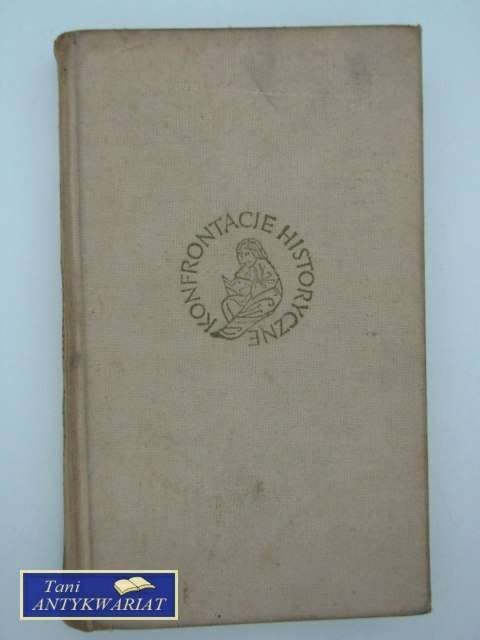 KONFRONTACJE HISTORYCZNE
Tani
ANTYKWARIAT